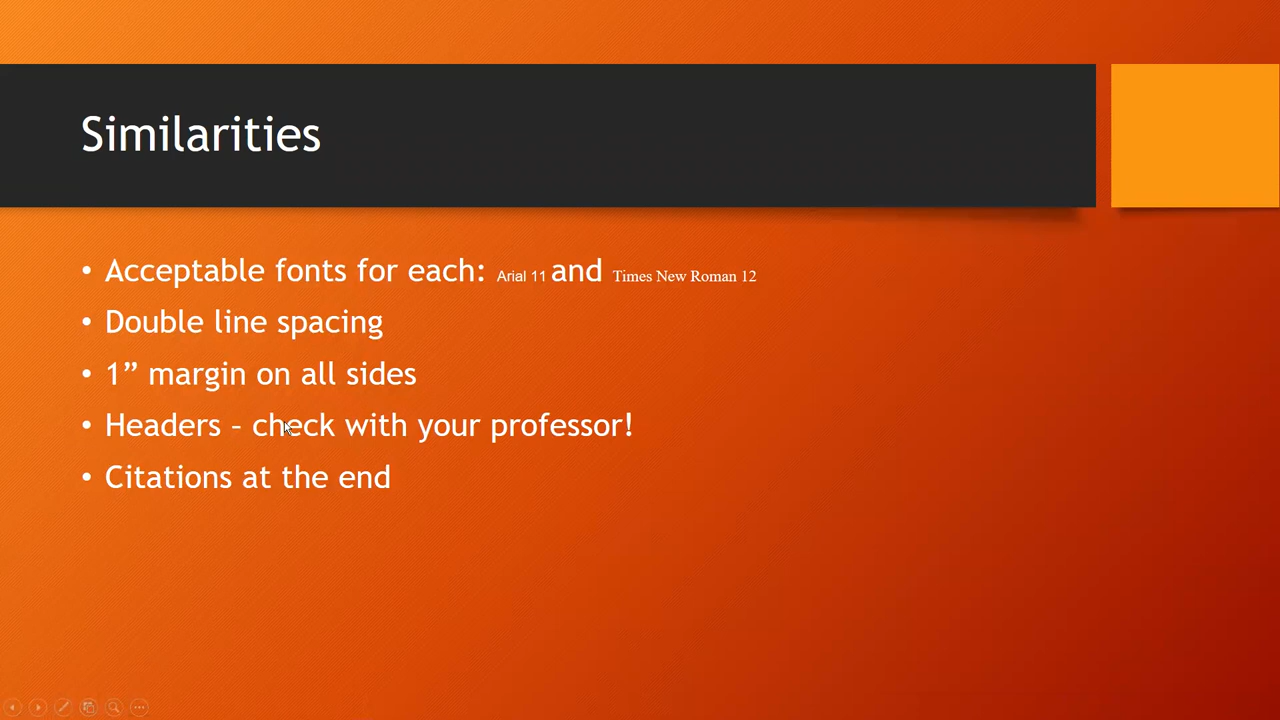 Similarities
• Acceptable fonts for each: Arial 11 and Times New Roman 12
• Double line spacing
• 1” margin on all sides
• Headers – check with your professor!
• Citations at the end